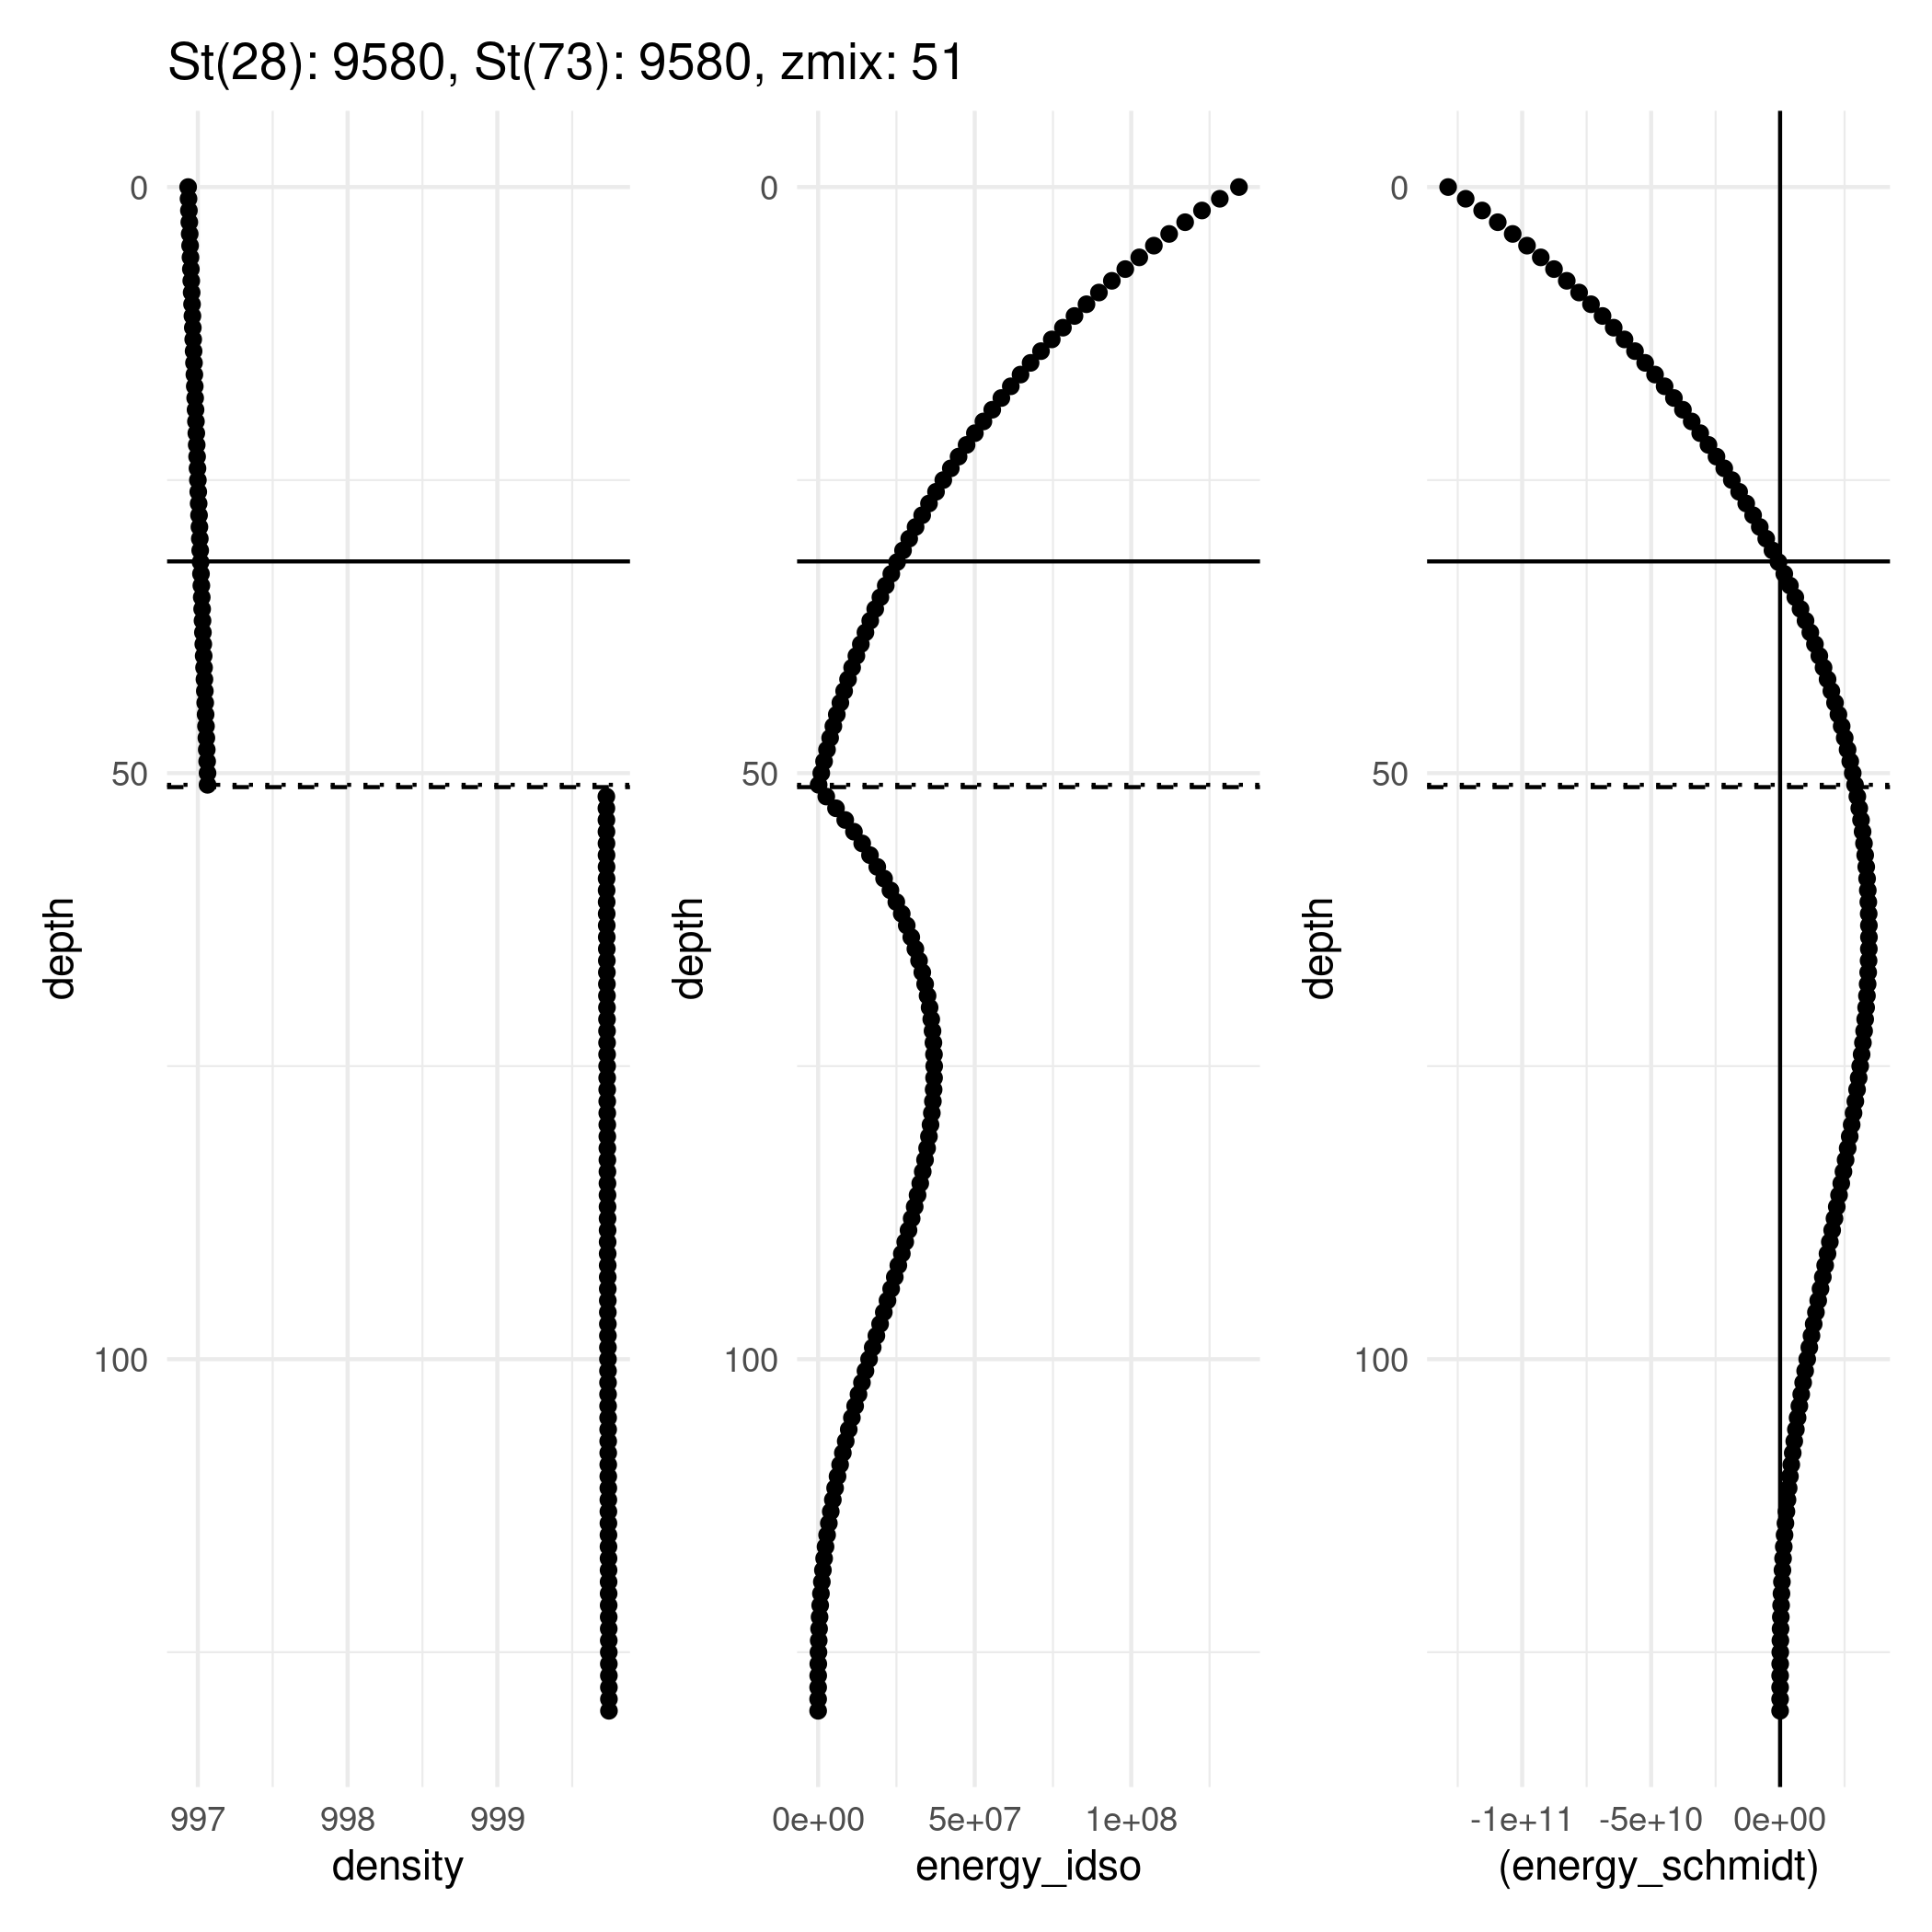 St(28): 9580, St(73): 9580, zmix: 51
0
50
100
depth
997 998 999
density
0
50
100
depth
0e+00 5e+07 1e+08
energy_idso
0
50
100
depth
-1e+11 -5e+10 0e+00
(energy_schmidt)